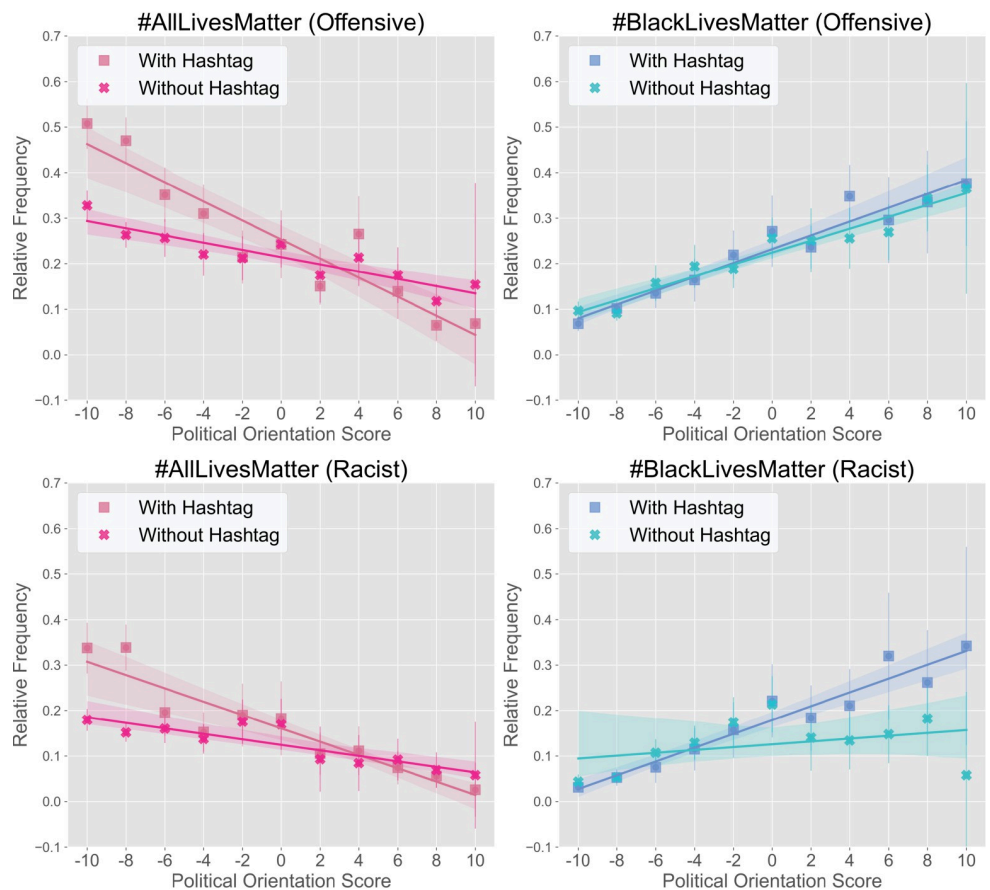 #AllLivesMatter (Offensive)
0.7
0.6
0.5
0.4
0.3
0.2
0.1
0.0
−0.1
Relative Frequency
With Hashtag
Without Hashtag
-10 -8 -6 -4 -2 0 2 4 6 8 10
Political Orientation Score
#BlackLivesMatter (Offensive)
0.7
0.6
0.5
0.4
0.3
0.2
0.1
0.0
−0.1
Relative Frequency
With Hashtag
Without Hashtag
-10 -8 -6 -4 -2 0 2 4 6 8 10
Political Orientation Score
#AllLivesMatter (Racist)
0.7
0.6
0.5
0.4
0.3
0.2
0.1
0.0
−0.1
Relative Frequency
With Hashtag
Without Hashtag
-10 -8 -6 -4 -2 0 2 4 6 8 10
Political Orientation Score
#BlackLivesMatter (Racist)
0.7
0.6
0.5
0.4
0.3
0.2
0.1
0.0
−0.1
Relative Frequency
With Hashtag
Without Hashtag
-10 -8 -6 -4 -2 0 2 4 6 8 10
Political Orientation Score